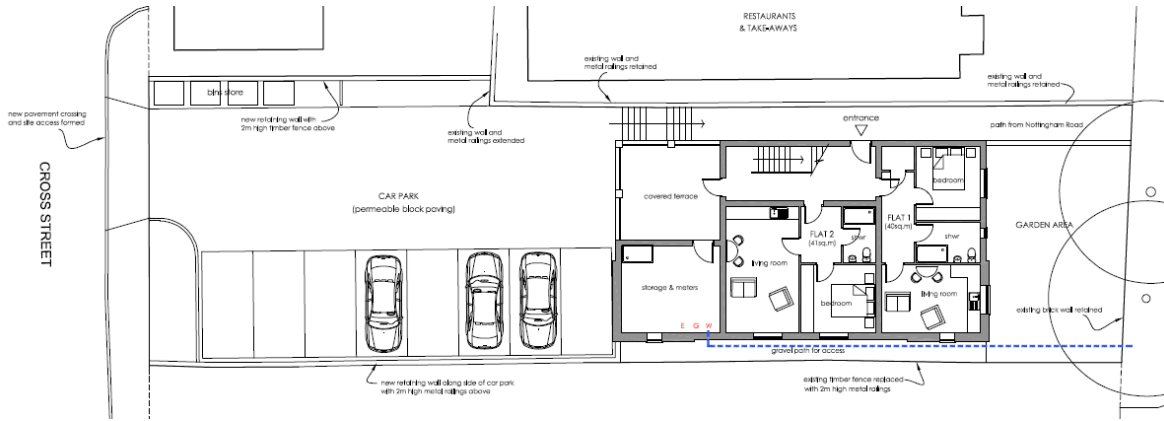 RESTAURANTS
& TAKE-AWAYS
existing wall and
metal railings retained
existing wall and
metal railings retained
bins store
new pavement crossing
and site access formed
new retaining wall with
2m high timber fence above
existing wall and
metal railings extended
entrance
path from Nottingham Road
CROSS STREET
CAR PARK
(permeable block paving)
covered terrace
bedroom
FLAT 1
(40sq.m)
FLAT 2
(41sq.m)
shwr
shwr
GARDEN AREA
living room
storage & meters
bedroom
living room
existing brick wall retained
E G W
gravel path for access
new retaining wall along side of car park
with 2m high metal railings above
existing timber fence replaced
with 2m high metal railings